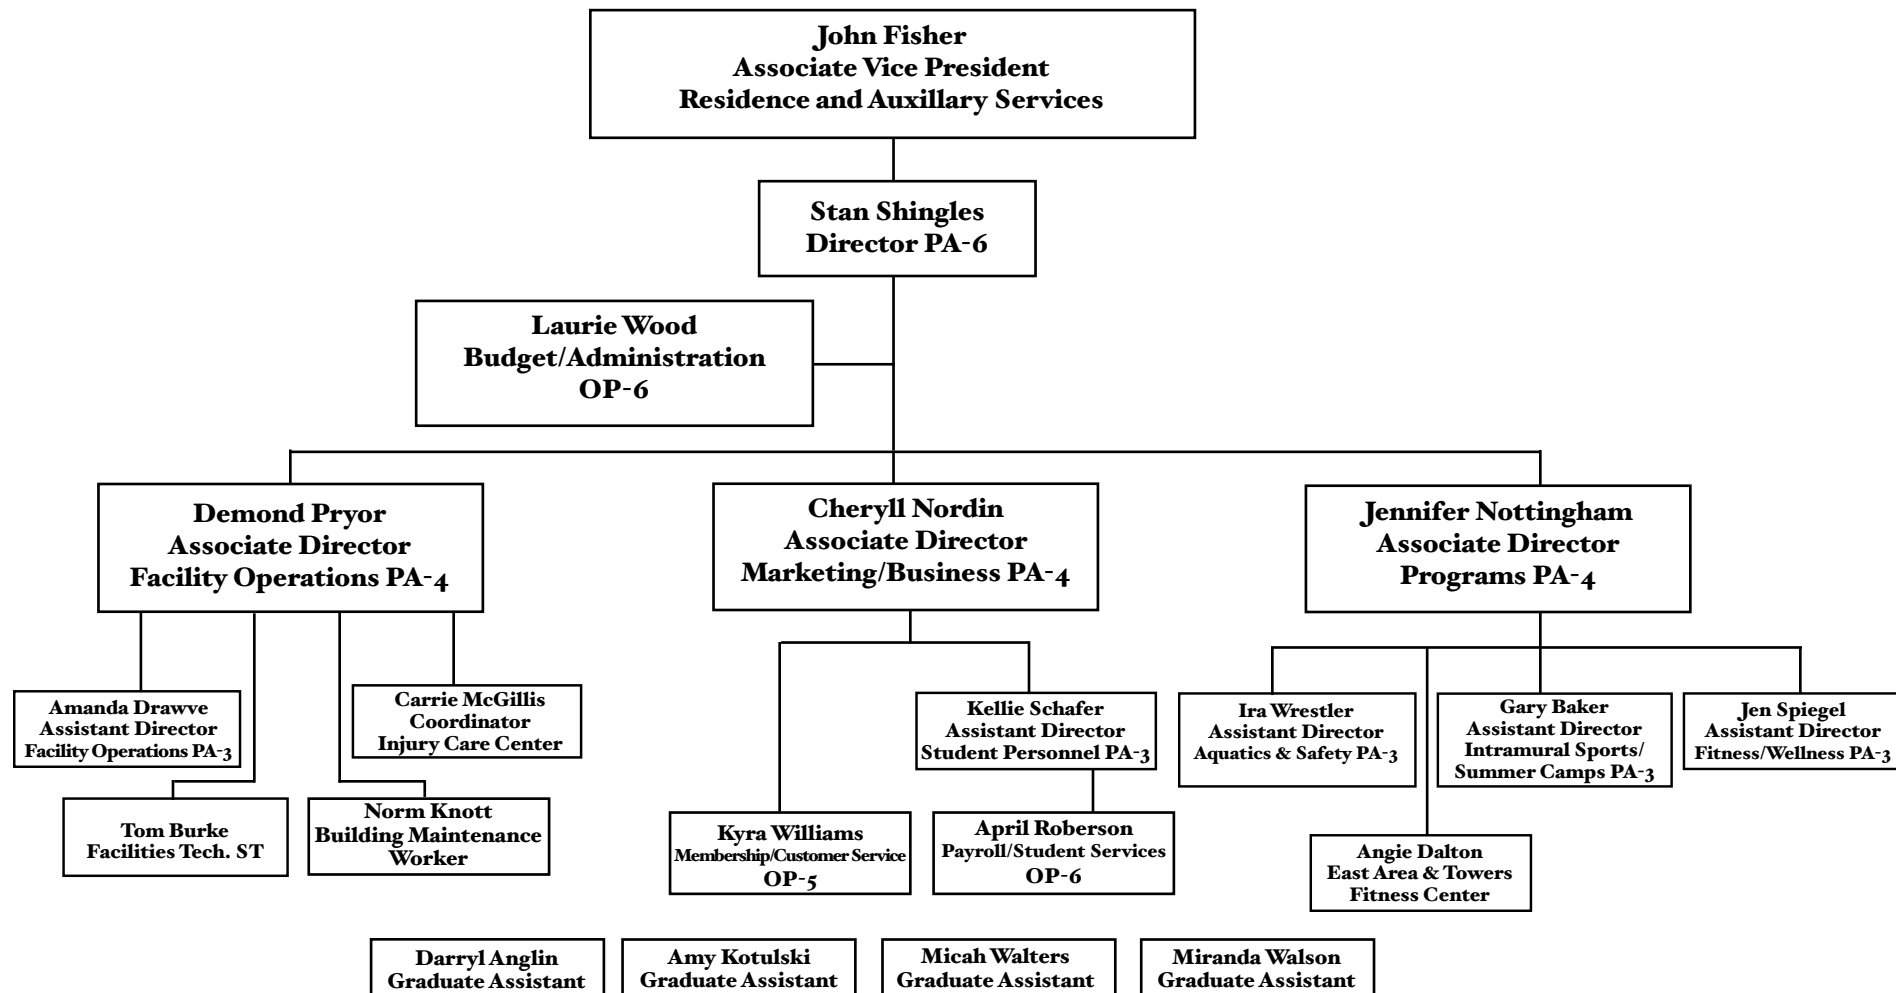 John Fisher
Associate Vice President
Residence and Auxillary Services
Stan Shingles
Director PA-6
Laurie Wood
Budget/Administration
OP-6
Demond Pryor
Associate Director
Facility Operations PA-4
Cheryll Nordin
Associate Director
Marketing/Business PA-4
Jennifer Nottingham
Associate Director
Programs PA-4
Amanda Drawve
Assistant Director
Facility Operations PA-3
Carrie McGillis
Coordinator
Injury Care Center
Kellie Schafer
Assistant Director
Student Personnel PA-3
Ira Wrestler
Assistant Director
Aquatics & Safety PA-3
Gary Baker
Assistant Director
Intramural Sports/
Summer Camps PA-3
Jen Spiegel
Assistant Director
Fitness/Wellness PA-3
Tom Burke
Facilities Tech. ST
Norm Knott
Building Maintenance
Worker
Kyra Williams
Membership/Customer Service
OP-5
April Roberson
Payroll/Student Services
OP-6
Angie Dalton
East Area & Towers
Fitness Center
Darryl Anglin
Graduate Assistant
Amy Kotulski
Graduate Assistant
Micah Walters
Graduate Assistant
Miranda Walson
Graduate Assistant